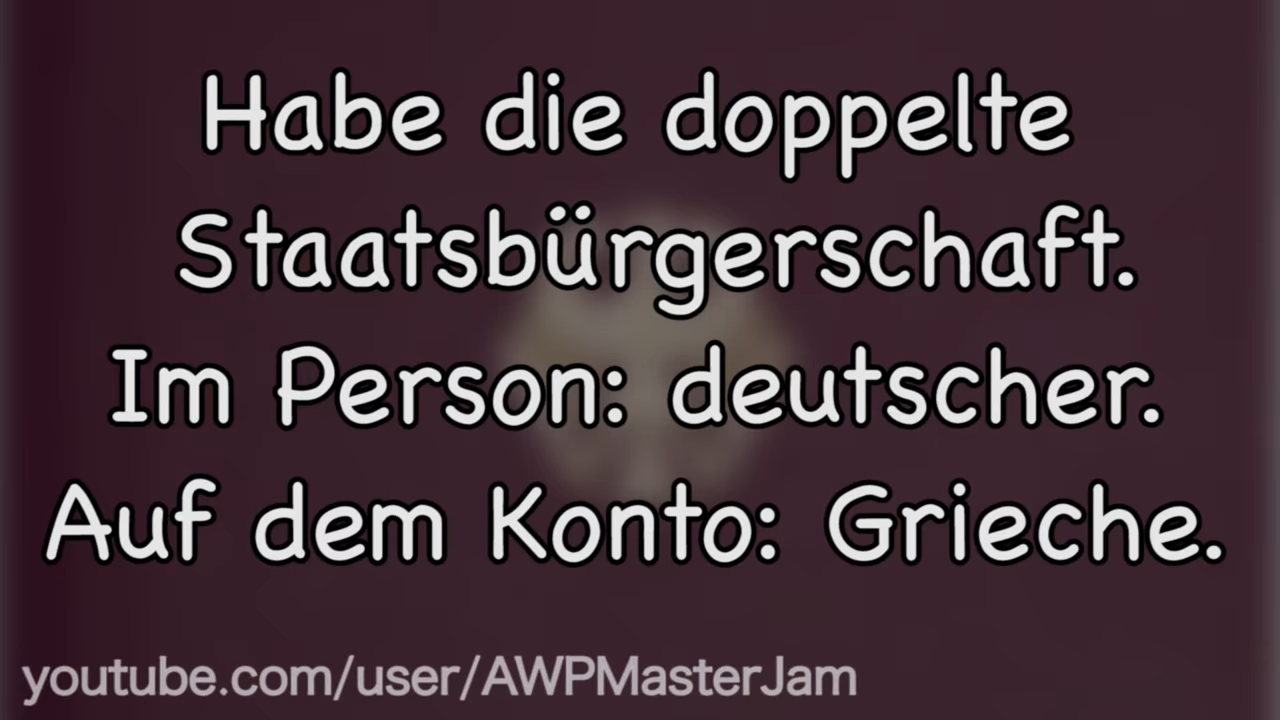 Habe die doppelte
Staatsbürgerschaft.
Im Person: deutscher.
Auf dem Konto: Grieche.
youtube.com/user/AWPMasterJam